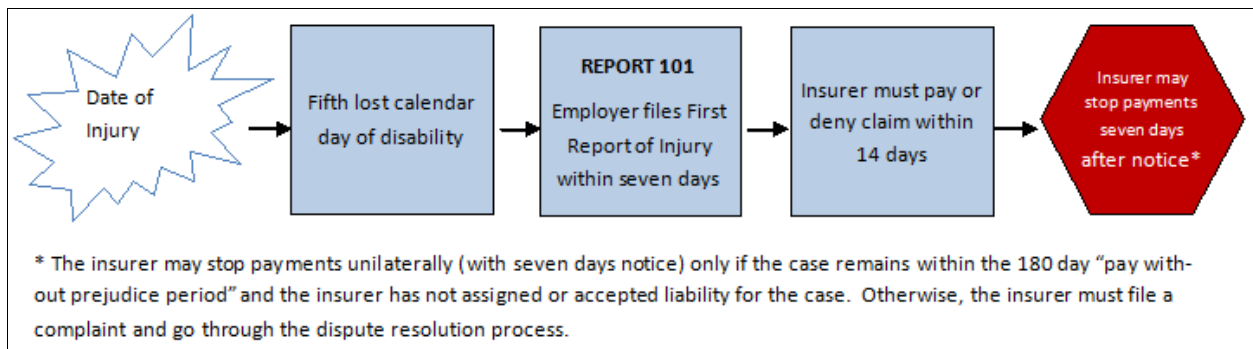 Date of
Injury
Fifth lost calendar
day of disability
REPORT 101
Employer files First
Report of Injury
within seven days
Insurer must pay or
deny claim within
14 days
Insurer may
stop payments
seven days
after notice*
* The insurer may stop payments unilaterally (with seven days notice) only if the case remains within the 180 day “pay with-
out prejudice period” and the insurer has not assigned or accepted liability for the case.  Otherwise, the insurer must file a
complaint and go through the dispute resolution process.